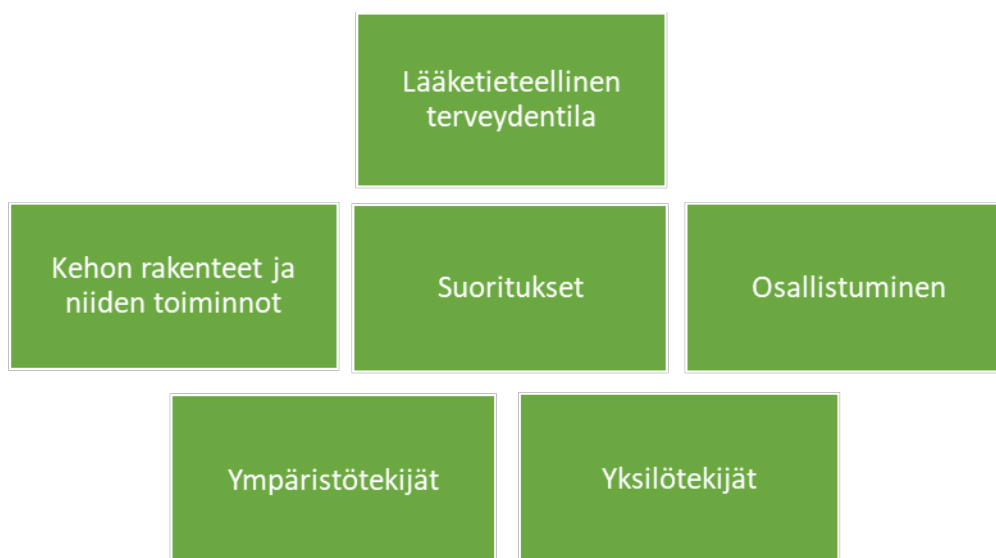 Lääketieteellinen
terveydentila
Kehon rakenteet ja
niiden toiminnot
Suoritukset
Osallistuminen
Ympäristötekijät
Yksilötekijät